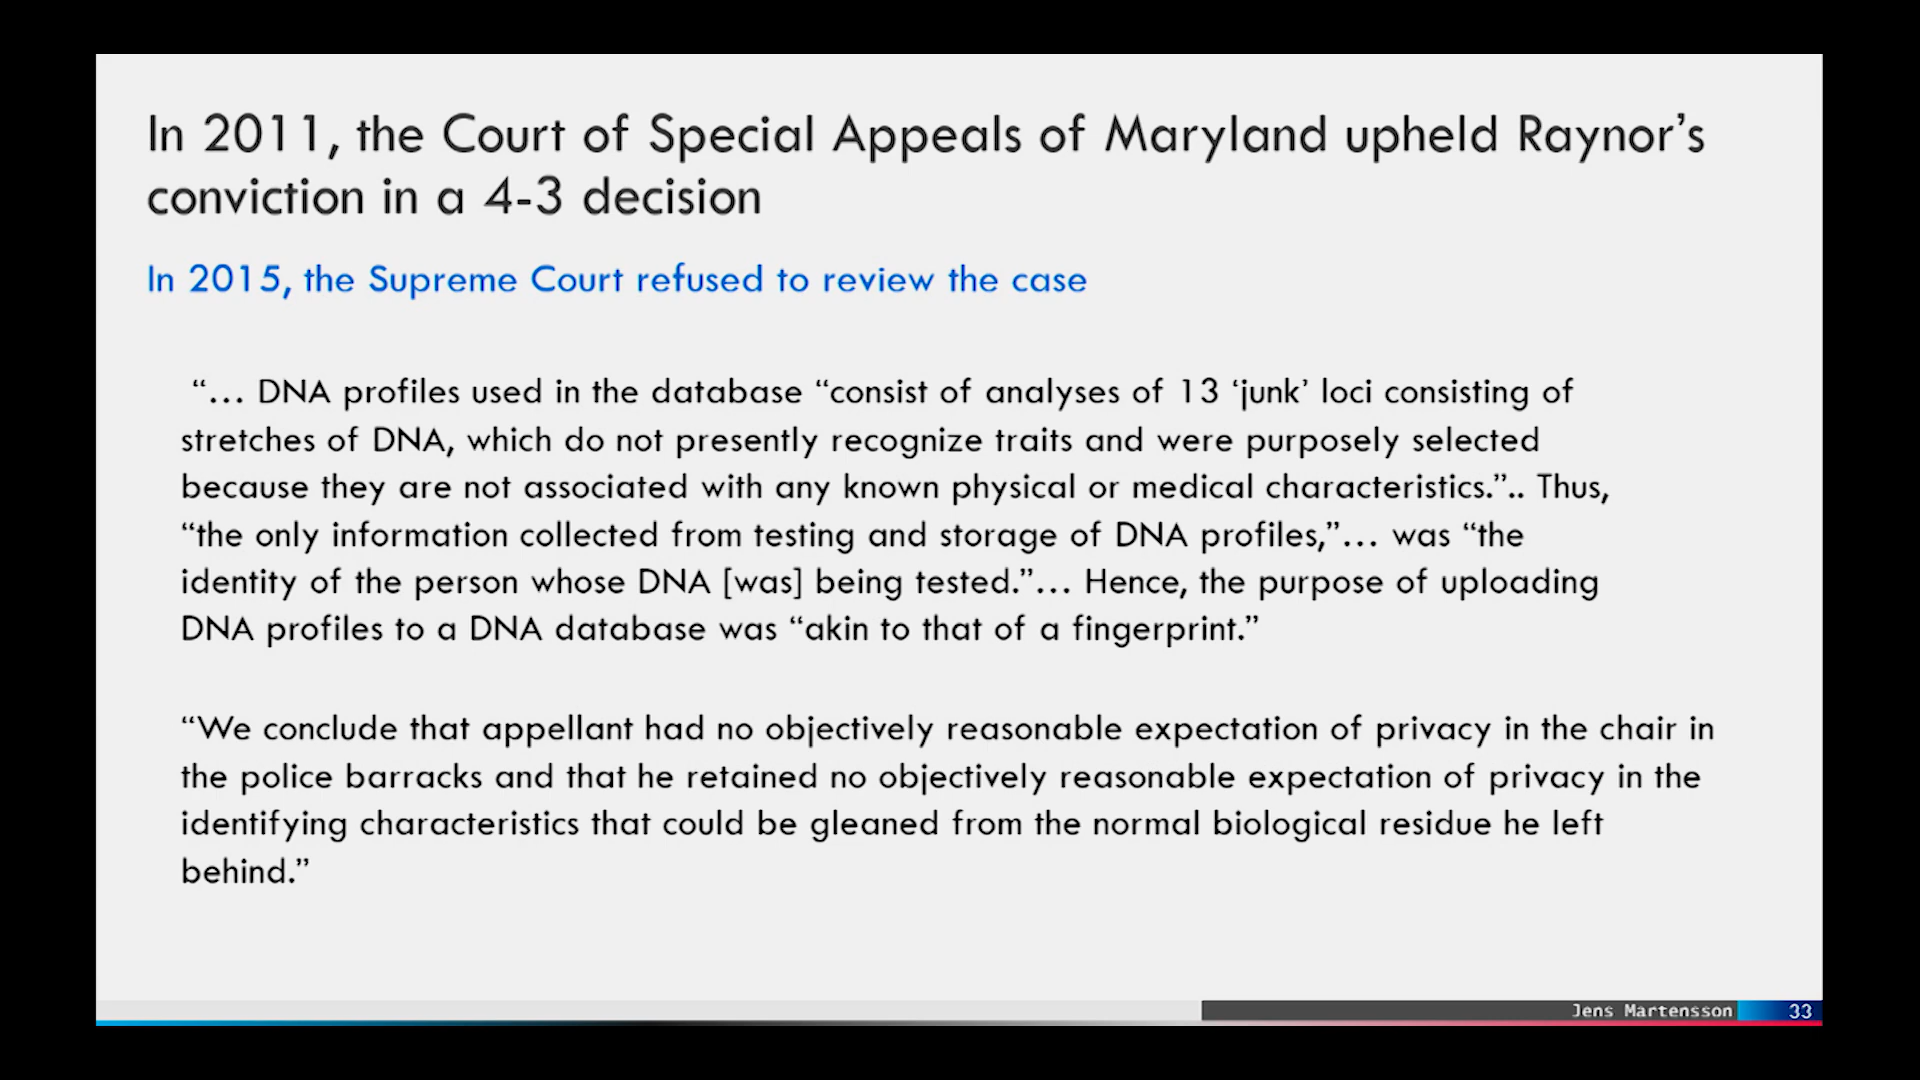 In 2011, the Court of Special Appeals of Maryland upheld Raynor’s
conviction in a 4-3 decision
In 2015, the Supreme Court refused to review the case
“… DNA profiles used in the database “consist of analyses of 13 ‘junk’ loci consisting of
stretches of DNA, which do not presently recognize traits and were purposely selected
because they are not associated with any known physical or medical characteristics.”.. Thus,
“the only information collected from testing and storage of DNA profiles,”… was “the
identity of the person whose DNA [was] being tested.”… Hence, the purpose of uploading
DNA profiles to a DNA database was “akin to that of a fingerprint.”
“We conclude that appellant had no objectively reasonable expectation of privacy in the chair in
the police barracks and that he retained no objectively reasonable expectation of privacy in the
identifying characteristics that could be gleaned from the normal biological residue he left
behind.”
Jens Martensson 33